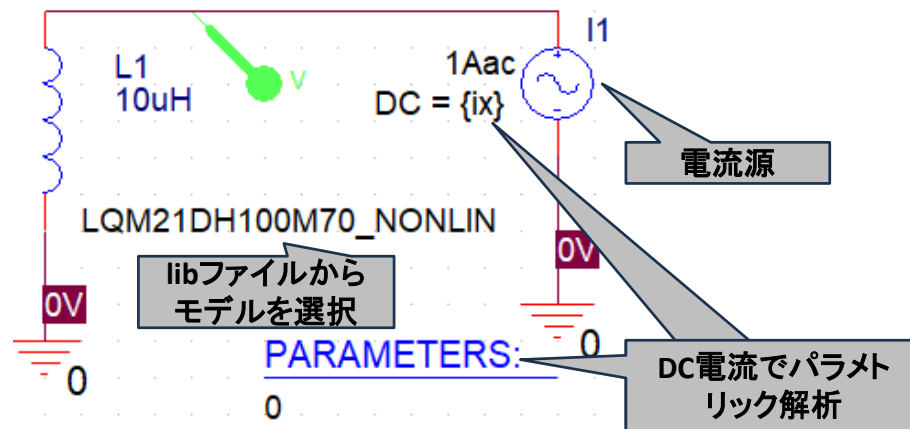 I1
L1
10uH
V
1Aac
DC = {ix}
+
-
電流源
LQM21DH100M70_NONLIN
0V
libファイルから
モデルを選択
0V
0
0
PARAMETERS:
0
DC電流でパラメト
リック解析